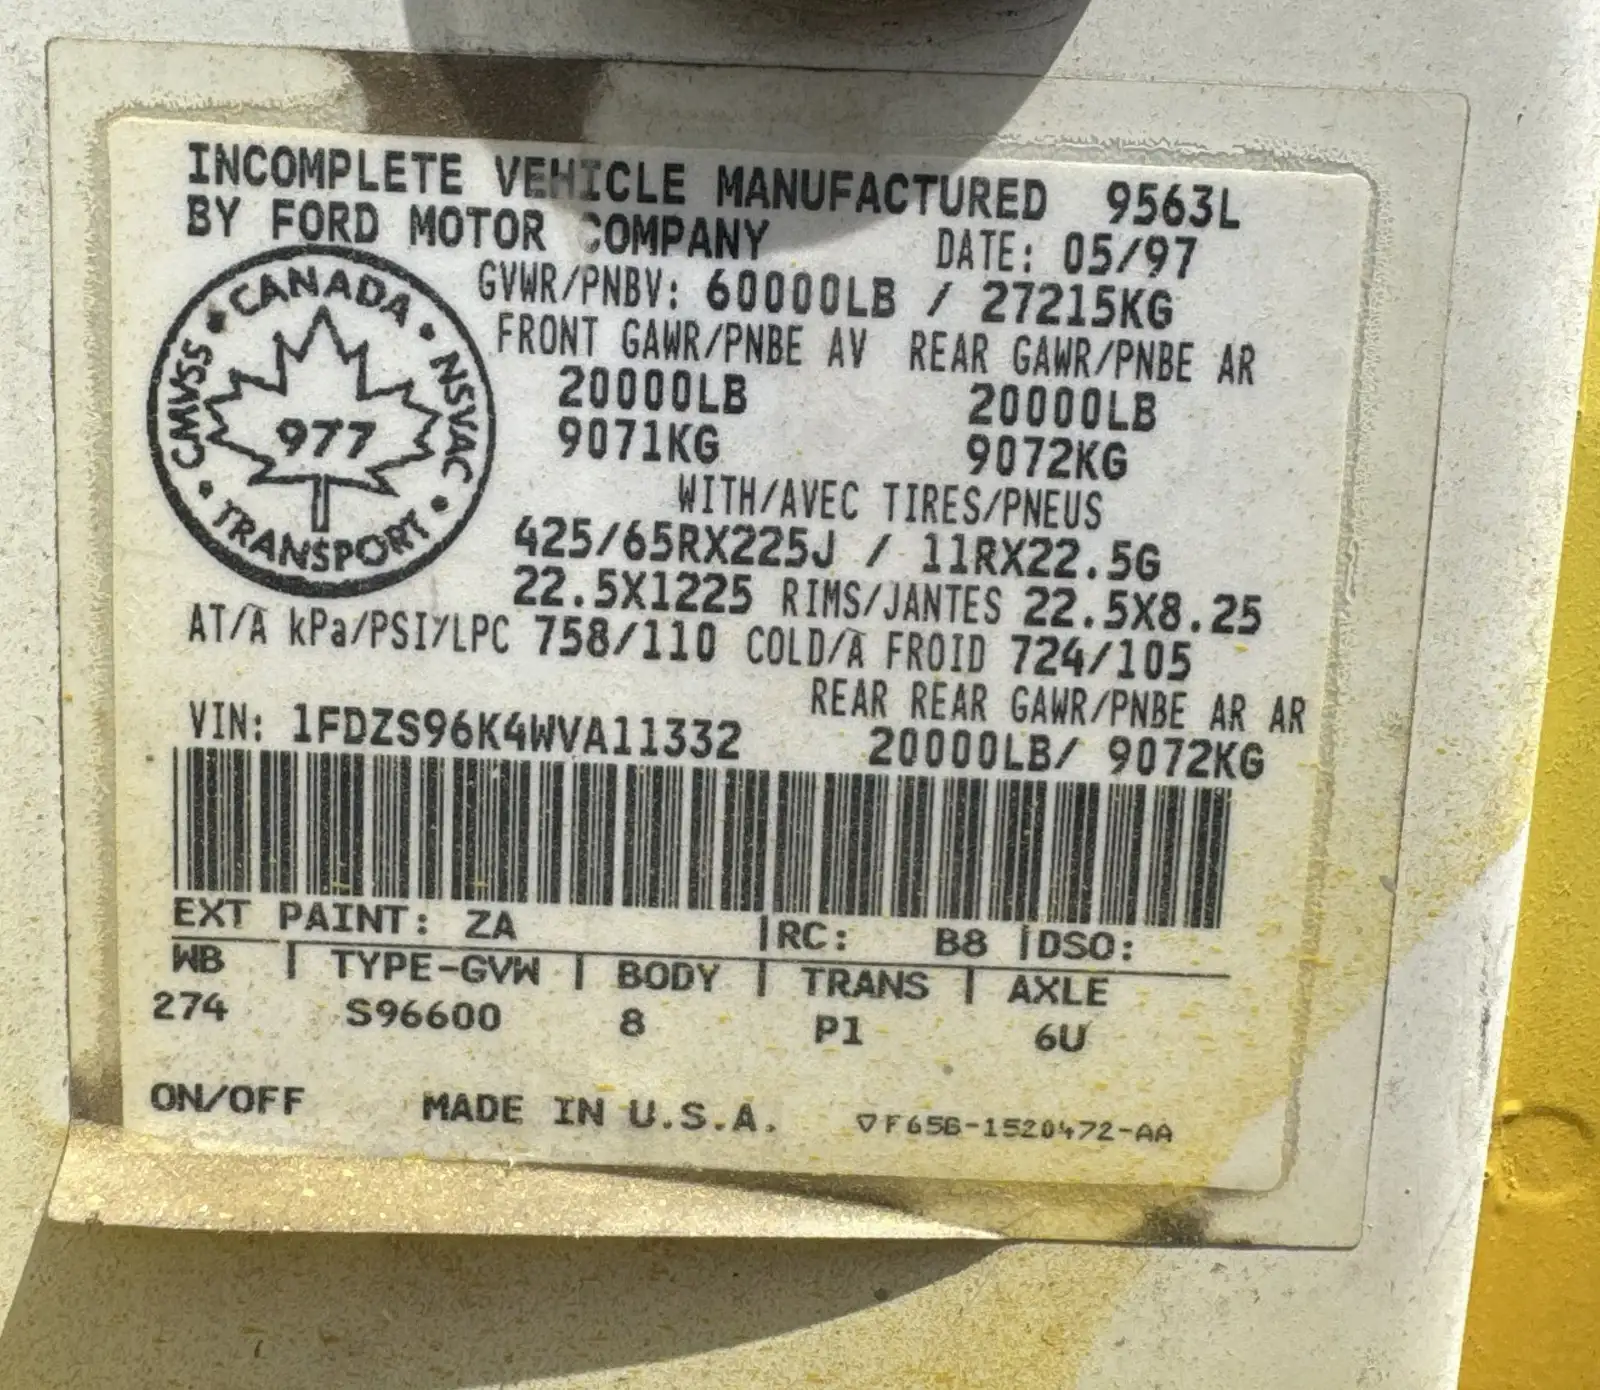 INCOMPLETE VEHICLE MANUFACTURED 9563L
BY FORD MOTOR COMPANY DATE: 05/97
GVWR/PNBV: 60000LB / 27215KG
FRONT GAWR/PNBE AV REAR GAWR/PNBE AR
20000LB 20000LB
9071KG 9072KG
CANADA • NSVAC • TRANSPORT • CMVSS •
977
WITH/AVEC TIRES/PNEUS
425/65RX225J / 11RX22.5G
22.5X1225 RIMS/JANTES 22.5X8.25
AT/A kPa/PSI/LPC 758/110 COLD/A FROID 724/105
REAR REAR GAWR/PNBE AR AR
VIN: 1FDZS96K4WVA11332 20000LB/ 9072KG
EXT PAINT: ZA |RC: B8 |DSO:
WB | TYPE-GVW | BODY | TRANS | AXLE
274 S96600 8 P1 6U
ON/OFF MADE IN U.S.A. ▽F65B-1520472-AA